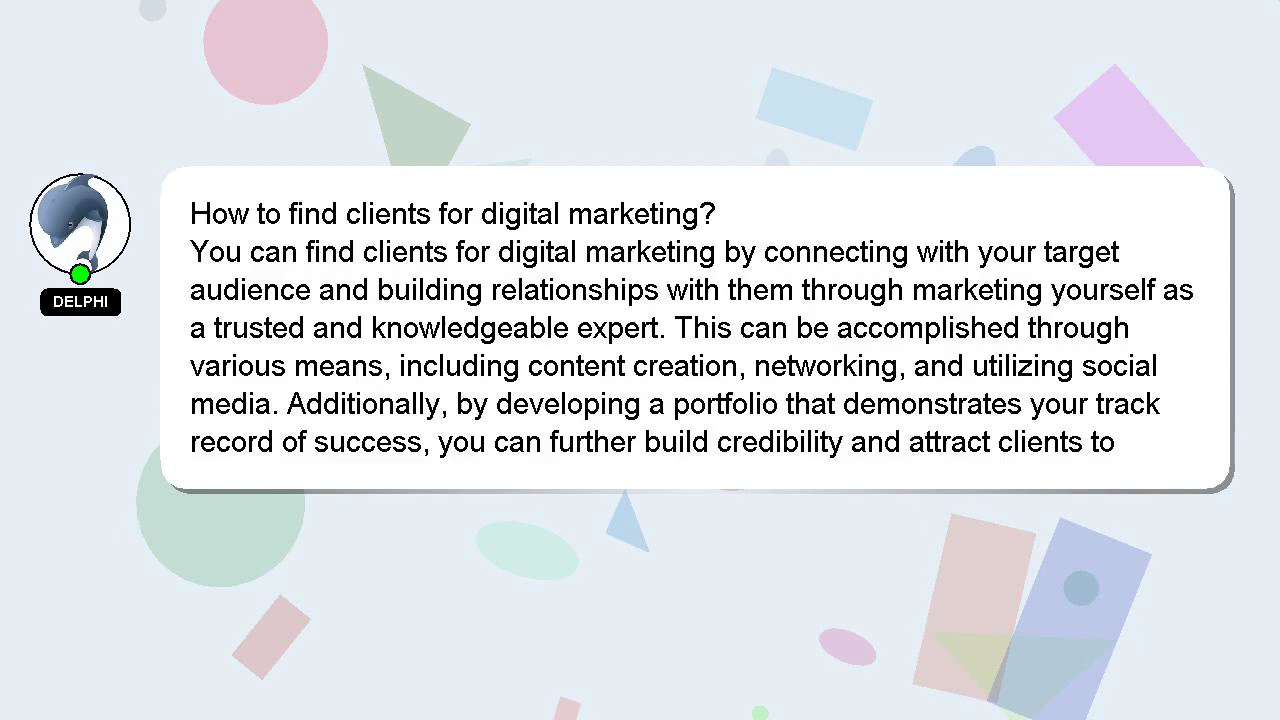 How to find clients for digital marketing?
You can find clients for digital marketing by connecting with your target
audience and building relationships with them through marketing yourself as
a trusted and knowledgeable expert. This can be accomplished through
various means, including content creation, networking, and utilizing social
media. Additionally, by developing a portfolio that demonstrates your track
record of success, you can further build credibility and attract clients to
DELPHI